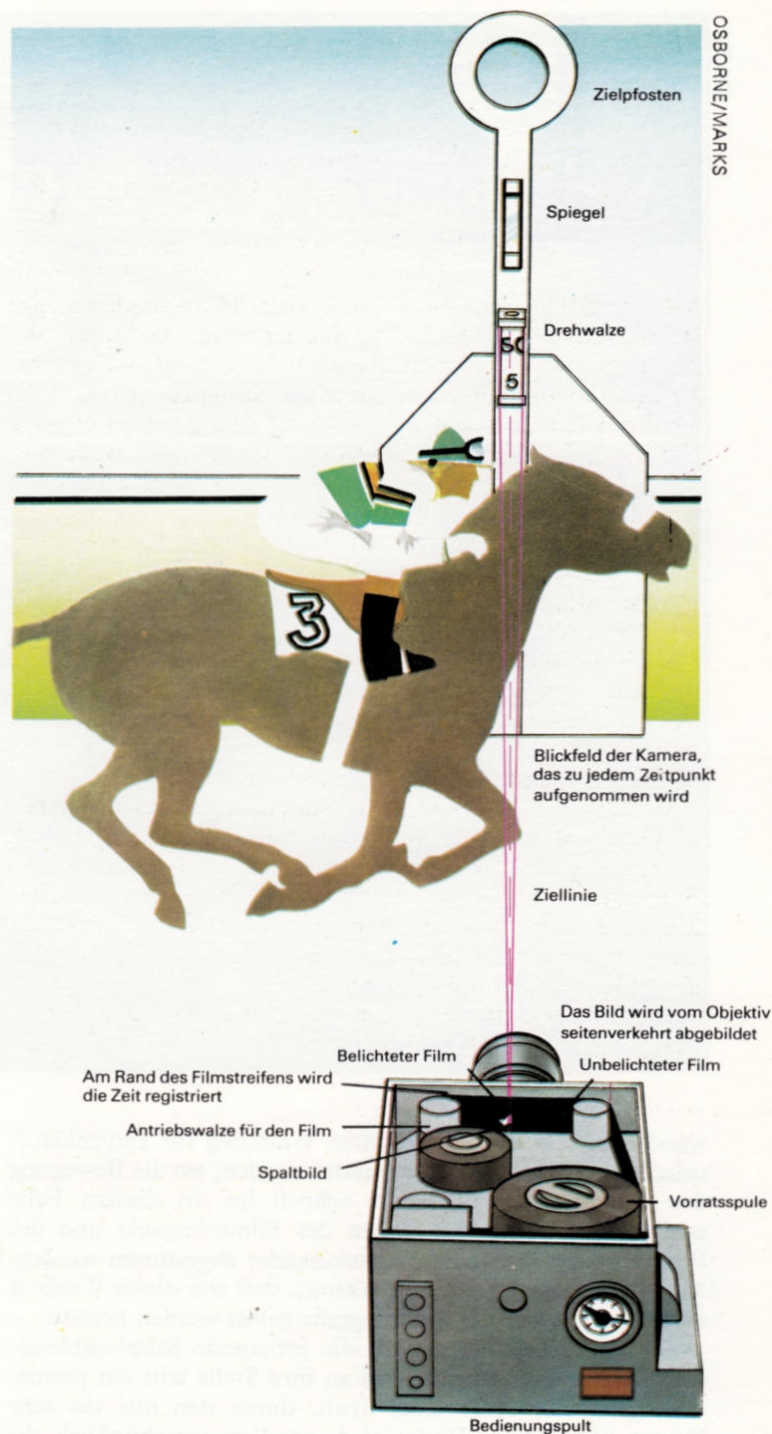 OSBORNE/MARKS
Zielpfosten
Spiegel
Drehwalze
50
5
3
Blickfeld der Kamera,
das zu jedem Zeitpunkt
aufgenommen wird
Ziellinie
Das Bild wird vom Objektiv
seitenverkehrt abgebildet
Belichteter Film
Unbelichteter Film
Am Rand des Filmstreifens wird
die Zeit registriert
Antriebswalze für den Film
Spaltbild
Vorratsspule
Bedienungspult